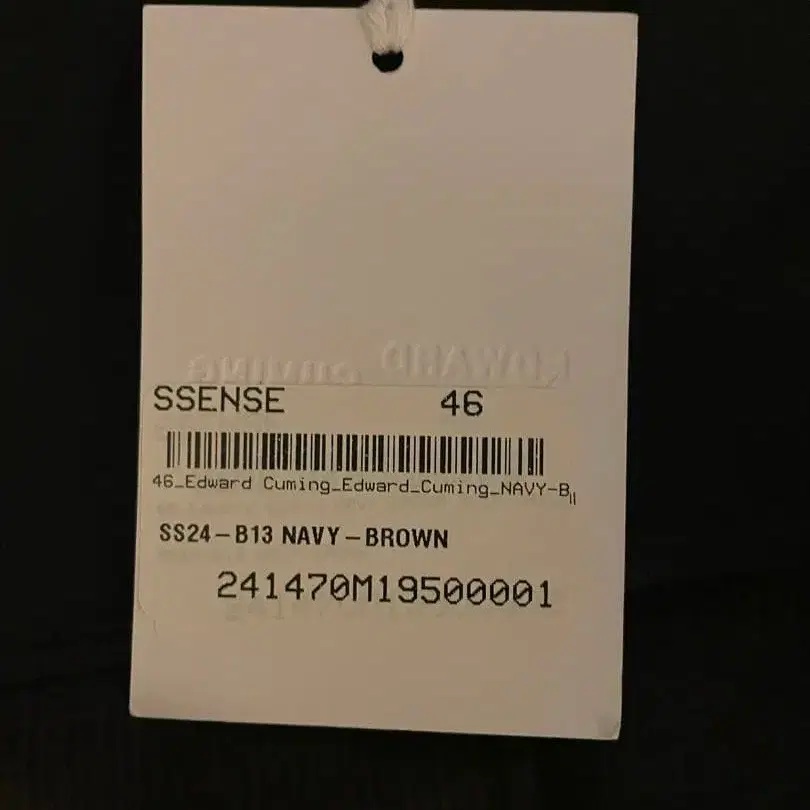 SSENSE 46
46_Edward Cuming_Edward_Cuming_NAVY-B
SS24-B13 NAVY-BROWN
241470M19500001